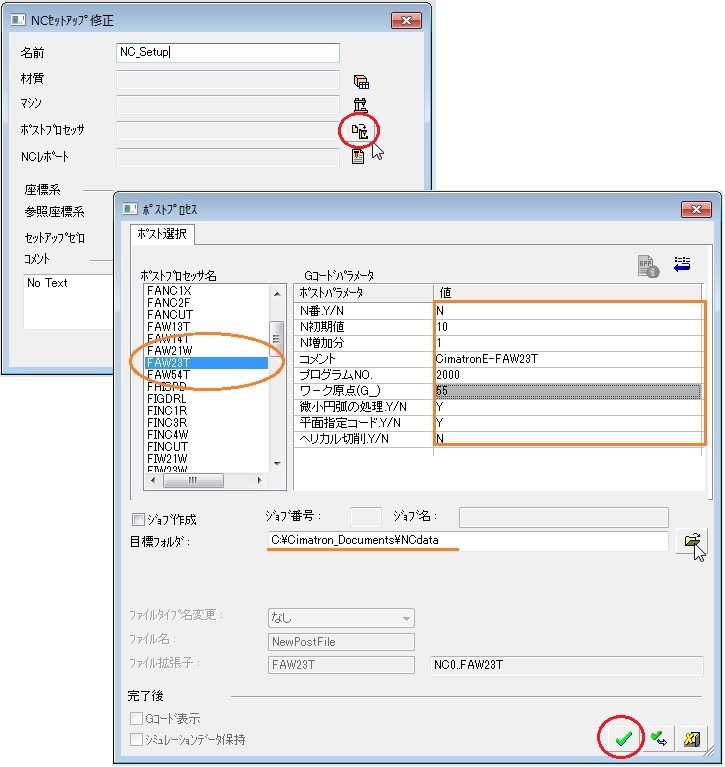 NCｾｯﾄｱｯﾌﾟ修正
名前 NC_Setup
材質
ﾏｼﾝ
ﾎﾟｽﾄﾌﾟﾛｾｯｻ
NCﾚﾎﾟｰﾄ
座標系
参照座標系
ｾｯﾄｱｯﾌﾟｾﾞﾛ
ｺﾒﾝﾄ
No Text
ﾎﾟｽﾄﾌﾟﾛｾｽ
ﾎﾟｽﾄ選択
ﾎﾟｽﾄﾌﾟﾛｾｯｻ名
FANC1X
FANC2F
FANCUT
FAW13T
FAW14T
FAW21W
FAW23T
FAW54T
FHISPD
FIGDRL
FINC1R
FINC3R
FINC4W
FINCUT
FIW21W
FIW23W
Gｺｰﾄﾞﾊﾟﾗﾒｰﾀ
ﾎﾟｽﾄﾊﾟﾗﾒｰﾀ 値
N番.Y/N N
N初期値 10
N増加分 1
コメント CimatronE-FAW23T
プログラムNO. 2000
ワーク原点(G_) 55
微小円弧の処理.Y/N Y
平面指定コード.Y/N Y
ヘリカル切削.Y/N N
ｼﾞｮﾌﾞ作成 ｼﾞｮﾌﾞ番号： ｼﾞｮﾌﾞ名：
目標ﾌｫﾙﾀﾞ： C:¥Cimatron_Documents¥NCdata
ﾌｧｲﾙﾀｲﾌﾟ名変更： なし
ﾌｧｲﾙ名： NewPostFile
ﾌｧｲﾙ拡張子： FAW23T NC0..FAW23T
完了後
Gｺｰﾄﾞ表示
ｼﾐｭﾚｰｼｮﾝﾃﾞｰﾀ保持